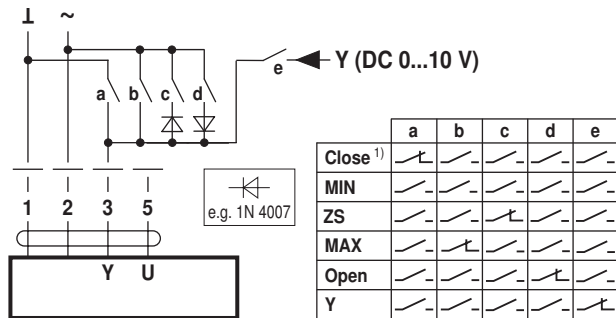 ⊥ ~
Y (DC 0...10 V)
e
a b c d
1 2 3 5
Y U
e.g. 1N 4007
a b c d e
Close 1)
MIN
ZS
MAX
Open
Y